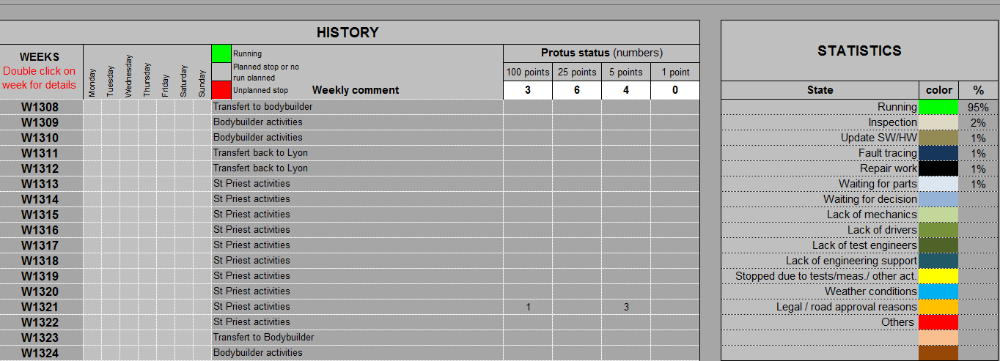 HISTORY
WEEKS
Double click on
week for details
Monday
Tuesday
Wednesday
Thursday
Friday
Saturday
Sunday
Running
Planned stop or no
run planned
Unplanned stop
Weekly comment
Protus status (numbers)
100 points 25 points 5 points 1 point
3 6 4 0
W1308 Transfert to bodybuilder
W1309 Bodybuilder activities
W1310 Bodybuilder activities
W1311 Transfert back to Lyon
W1312 Transfert back to Lyon
W1313 St Priest activities
W1314 St Priest activities
W1315 St Priest activities
W1316 St Priest activities
W1317 St Priest activities
W1318 St Priest activities
W1319 St Priest activities
W1320 St Priest activities
W1321 St Priest activities 1 3
W1322 St Priest activities
W1323 Transfert to Bodybuilder
W1324 Bodybuilder activities
STATISTICS
State color %
Running 95%
Inspection 2%
Update SW/HW 1%
Fault tracing 1%
Repair work 1%
Waiting for parts 1%
Waiting for decision
Lack of mechanics
Lack of drivers
Lack of test engineers
Lack of engineering support
Stopped due to tests/meas./ other act.
Weather conditions
Legal / road approval reasons
Others